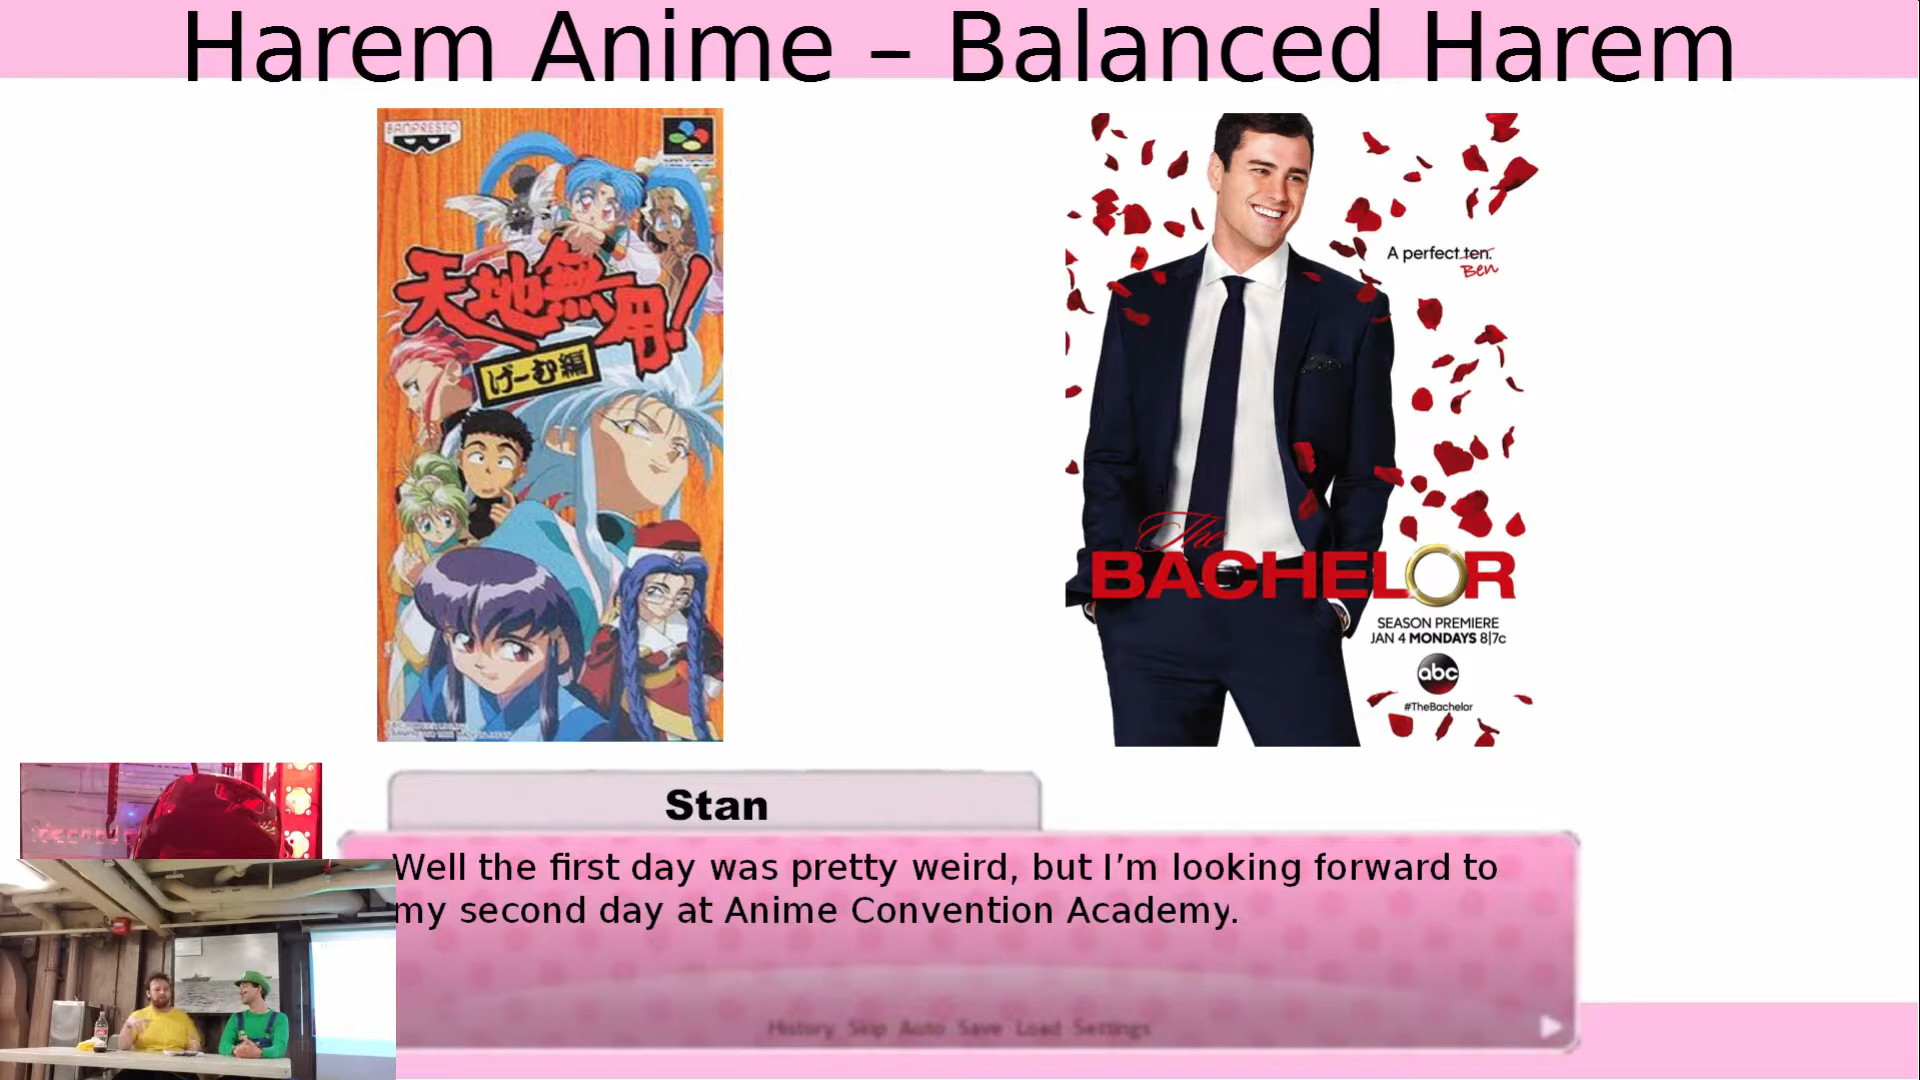 Harem Anime – Balanced Harem
BANPRESTO
天地無用!
げーむ編
A perfect ten.
Ben
The
BACHELOR
SEASON PREMIERE
JAN 4 MONDAYS 8|7c
abc
#TheBachelor
Stan
Well the first day was pretty weird, but I’m looking forward to
my second day at Anime Convention Academy.
History Skip Auto Save Load Settings